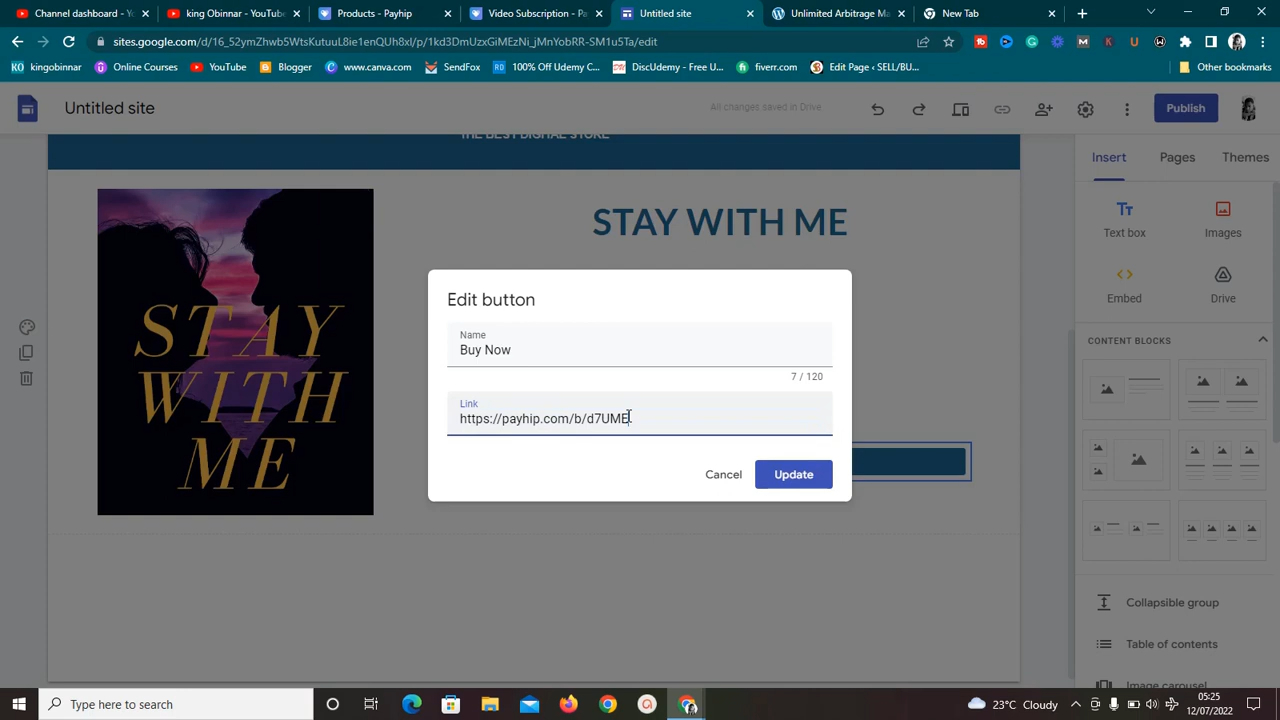 Channel dashboard - YouTube
king Obinnar - YouTube
Products - Payhip
Video Subscription - Pa
Untitled site
Unlimited Arbitrage Ma
New Tab
sites.google.com/d/16_52ymZhwb5WtsKutuuL8ie1enQUh8xl/p/1kd3DmUzxGiMEzNi_jMnYobRR-SM1u5Ta/edit
kingobinnar
Online Courses
YouTube
Blogger
www.canva.com
SendFox
100% Off Udemy C...
DiscUdemy - Free U...
fiverr.com
Edit Page ‹ SELL/BU...
Other bookmarks
Untitled site
All changes saved in Drive
Publish
THE BEST DIGITAL STORE
Insert
Pages
Themes
STAY WITH ME
STAY
WITH
ME
Text box
Images
Embed
Drive
CONTENT BLOCKS
Edit button
Name
Buy Now
7 / 120
Link
https://payhip.com/b/d7UME
Cancel
Update
Collapsible group
Table of contents
Image carousel
Type here to search
23°C Cloudy
05:25
12/07/2022